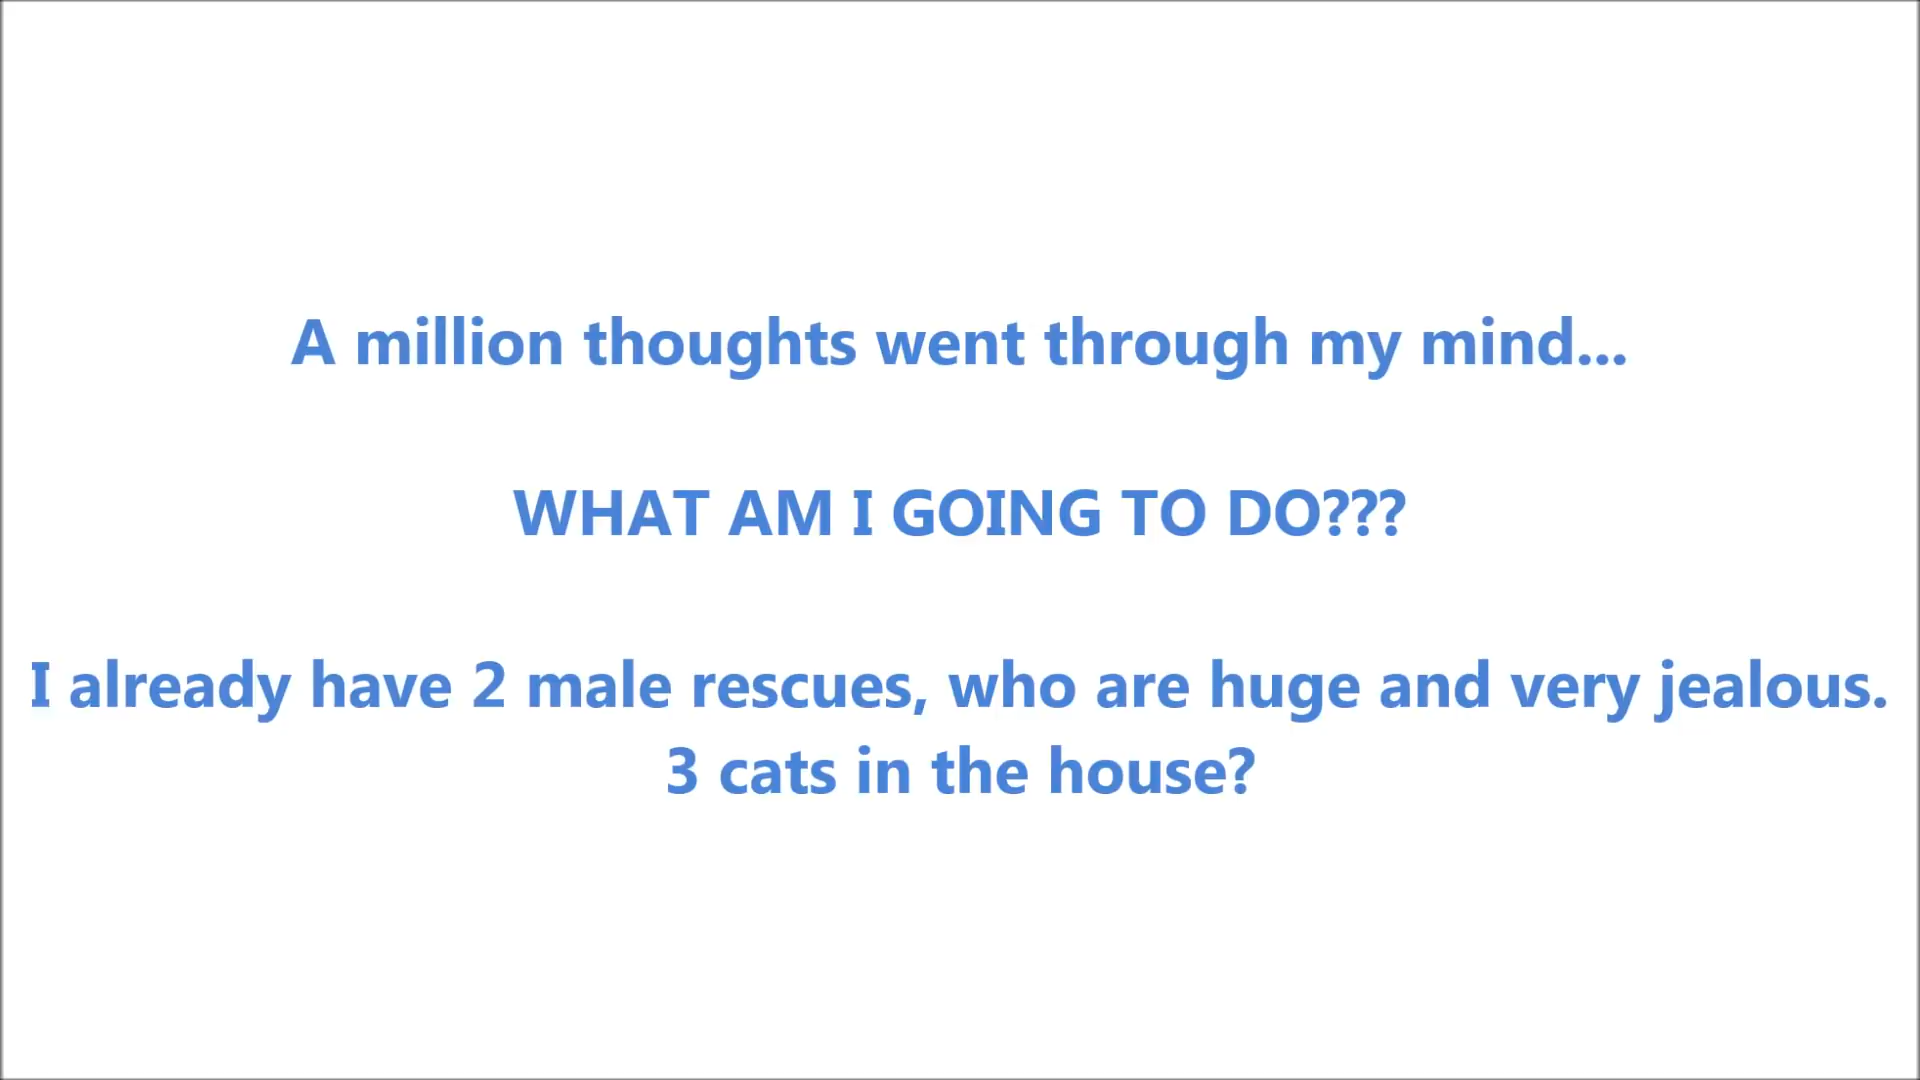 A million thoughts went through my mind...
WHAT AM I GOING TO DO???
I already have 2 male rescues, who are huge and very jealous.
3 cats in the house?